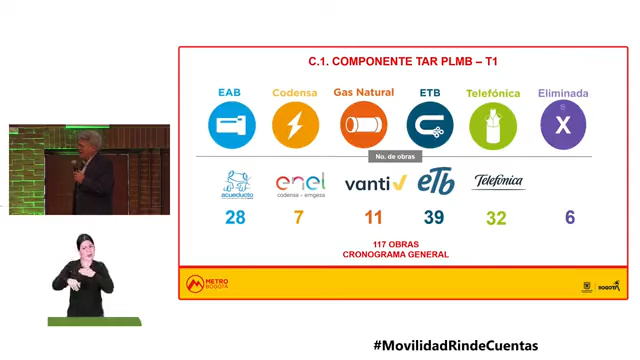 C.1. COMPONENTE TAR PLMB – T1
EAB Codensa Gas Natural ETB Telefónica Eliminada
s
X
No. de obras
acueducto enel vanti eTb Telefónica
codensa · emgesa
28 7 11 39 32 6
117 OBRAS
CRONOGRAMA GENERAL
METRO
BOGOTÁ
BOGOTÁ
#MovilidadRindeCuentas